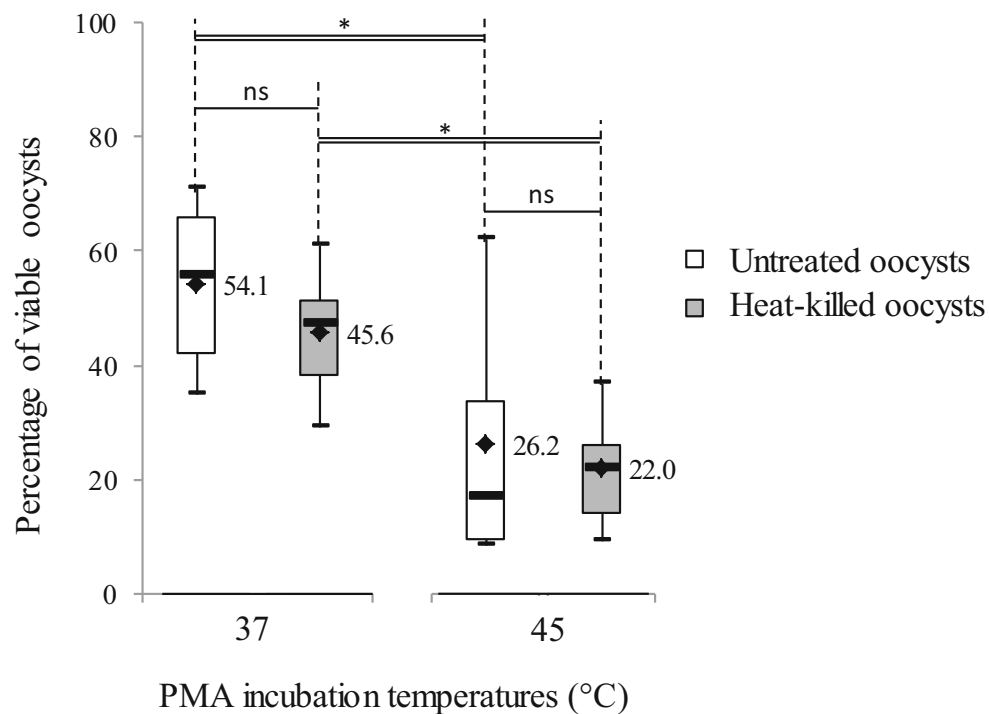 100
80
60
40
20
0
Percentage of viable oocysts
*
ns
*
ns
54.1
45.6
26.2
22.0
Untreated oocysts
Heat-killed oocysts
37
45
PMA incubation temperatures (°C)